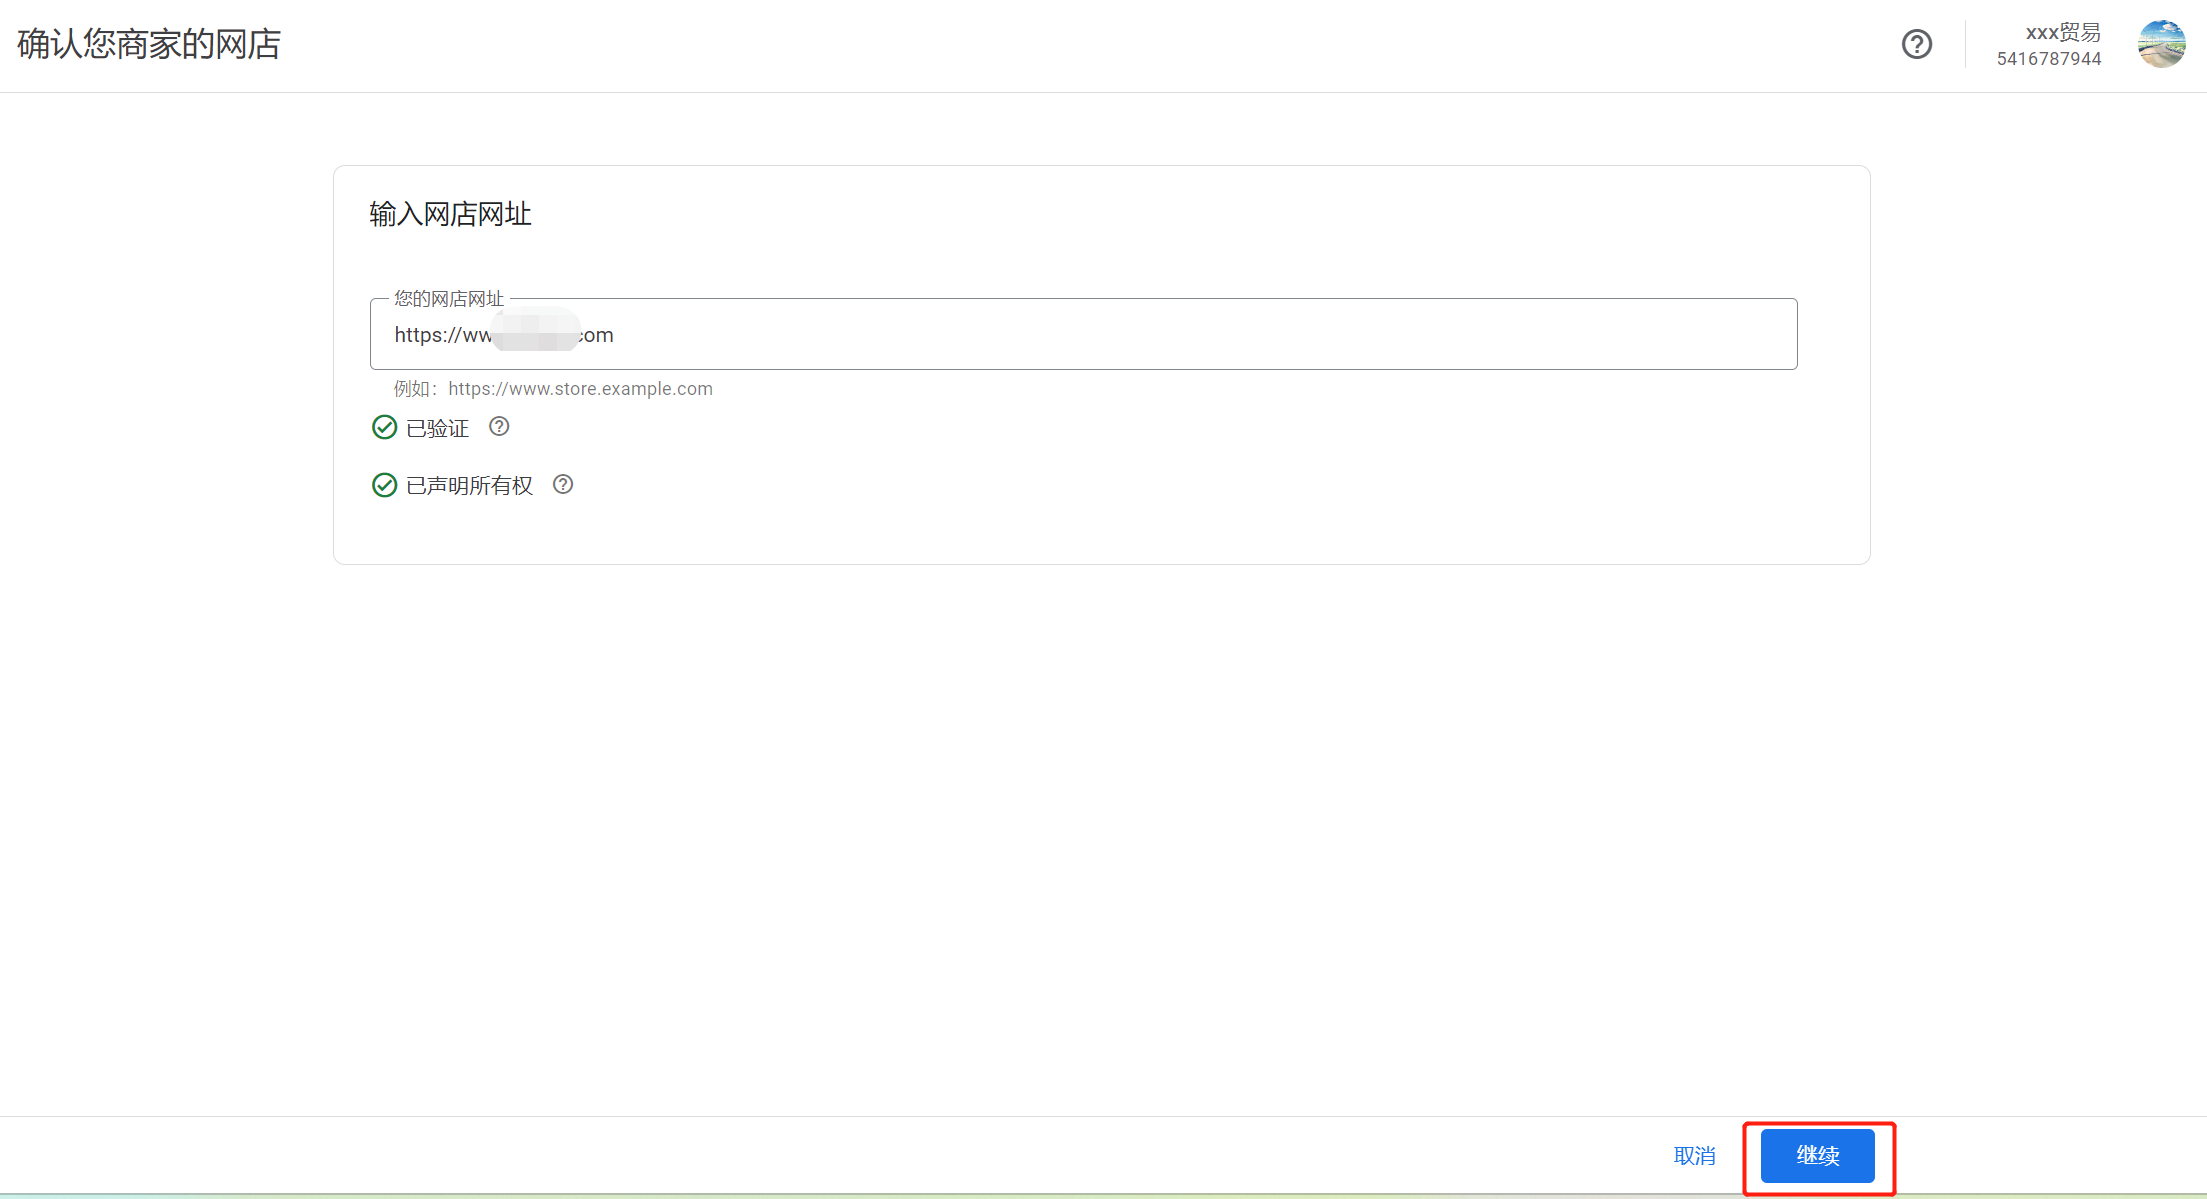 确认您商家的网店
xxx贸易
5416787944
输入网店网址
您的网店网址
https://ww com
例如：https://www.store.example.com
已验证
已声明所有权
取消
继续